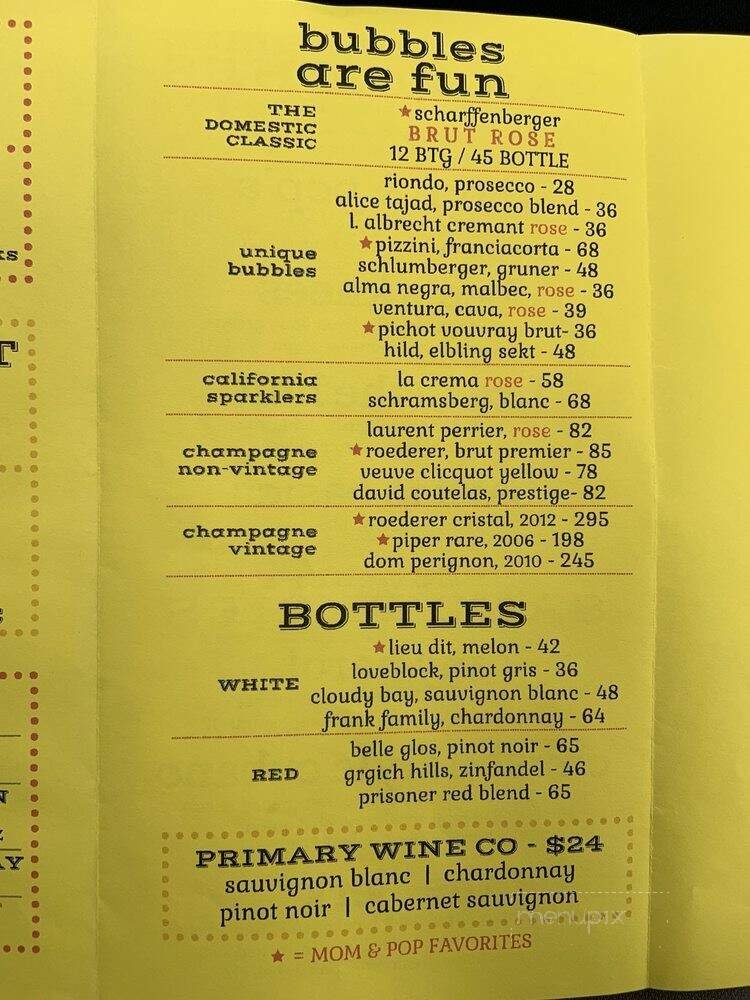 bubbles
are fun
THE
DOMESTIC
CLASSIC
★scharffenberger
BRUT ROSE
12 BTG / 45 BOTTLE
unique
bubbles
riondo, prosecco - 28
alice tajad, prosecco blend - 36
l. albrecht cremant rose - 36
★pizzini, franciacorta - 68
schlumberger, gruner - 48
alma negra, malbec, rose - 36
ventura, cava, rose - 39
★pichot vouvray brut- 36
hild, elbling sekt - 48
california
sparklers
la crema rose - 58
schramsberg, blanc - 68
champagne
non-vintage
laurent perrier, rose - 82
★roederer, brut premier - 85
veuve clicquot yellow - 78
david coutelas, prestige- 82
champagne
vintage
★roederer cristal, 2012 - 295
★piper rare, 2006 - 198
dom perignon, 2010 - 245
BOTTLES
WHITE
★lieu dit, melon - 42
loveblock, pinot gris - 36
cloudy bay, sauvignon blanc - 48
frank family, chardonnay - 64
RED
belle glos, pinot noir - 65
grgich hills, zinfandel - 46
prisoner red blend - 65
PRIMARY WINE CO - $24
sauvignon blanc | chardonnay
pinot noir | cabernet sauvignon
menupix
★ = MOM & POP FAVORITES